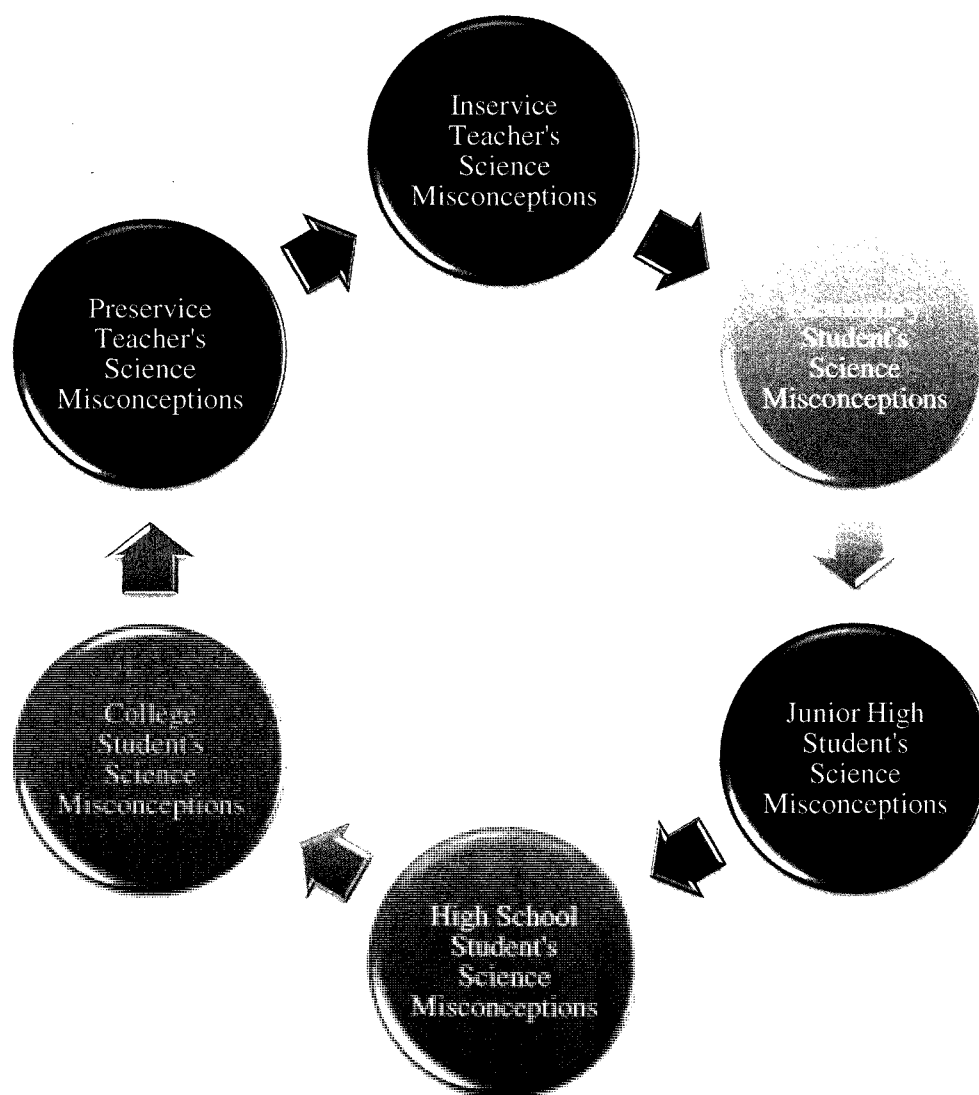 Inservice
Teacher's
Science
Misconceptions
Preservice
Teacher's
Science
Misconceptions
Elementary
Student's
Science
Misconceptions
College
Student's
Science
Misconceptions
Junior High
Student's
Science
Misconceptions
High School
Student's
Science
Misconceptions